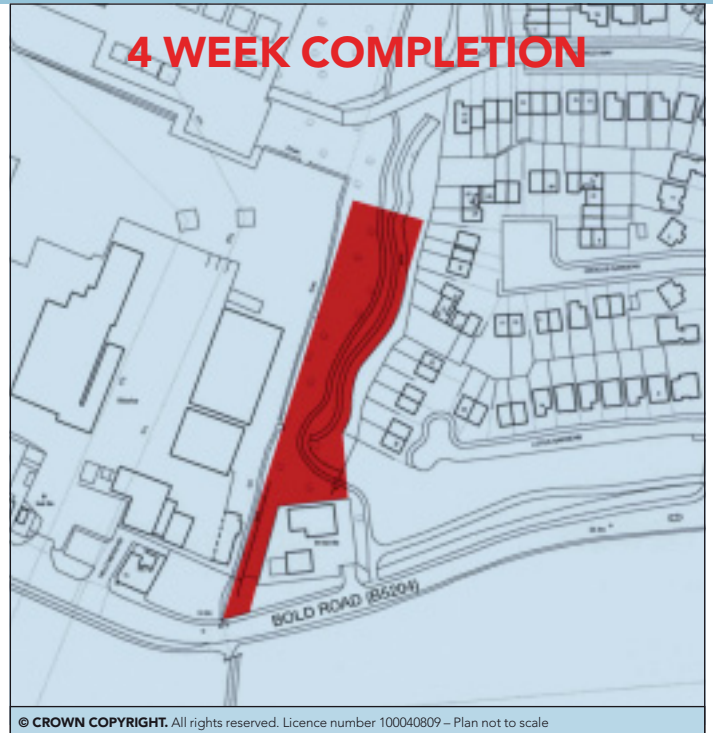 4 WEEK COMPLETION
BOLD ROAD (B5204)
© CROWN COPYRIGHT. All rights reserved. Licence number 100040809 – Plan not to scale